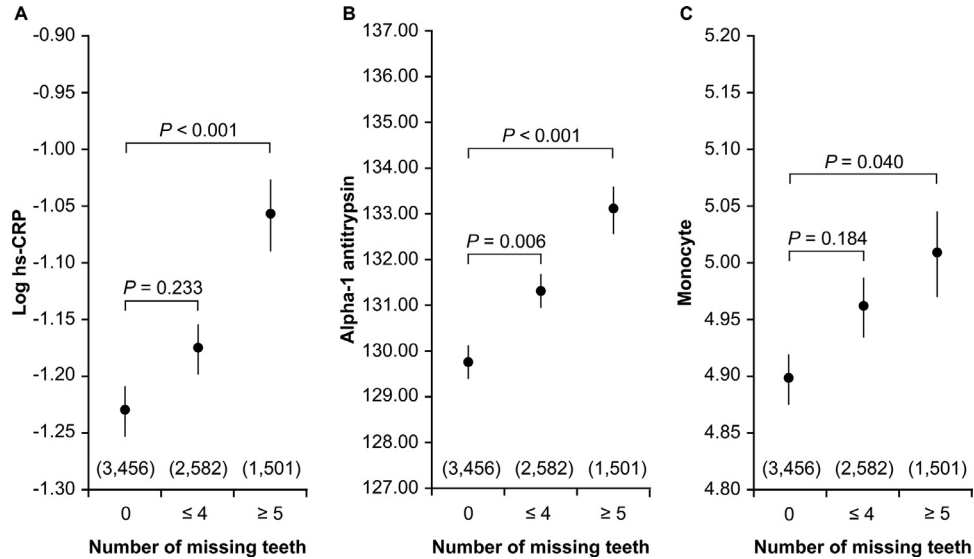 A
Log hs-CRP
-0.90
-0.95
-1.00
-1.05
-1.10
-1.15
-1.20
-1.25
-1.30
P < 0.001
P = 0.233
(3,456) (2,582) (1,501)
0 ≤ 4 ≥ 5
Number of missing teeth
B
Alpha-1 antitrypsin
137.00
136.00
135.00
134.00
133.00
132.00
131.00
130.00
129.00
128.00
127.00
P < 0.001
P = 0.006
(3,456) (2,582) (1,501)
0 ≤ 4 ≥ 5
Number of missing teeth
C
Monocyte
5.20
5.15
5.10
5.05
5.00
4.95
4.90
4.85
4.80
P = 0.040
P = 0.184
(3,456) (2,582) (1,501)
0 ≤ 4 ≥ 5
Number of missing teeth